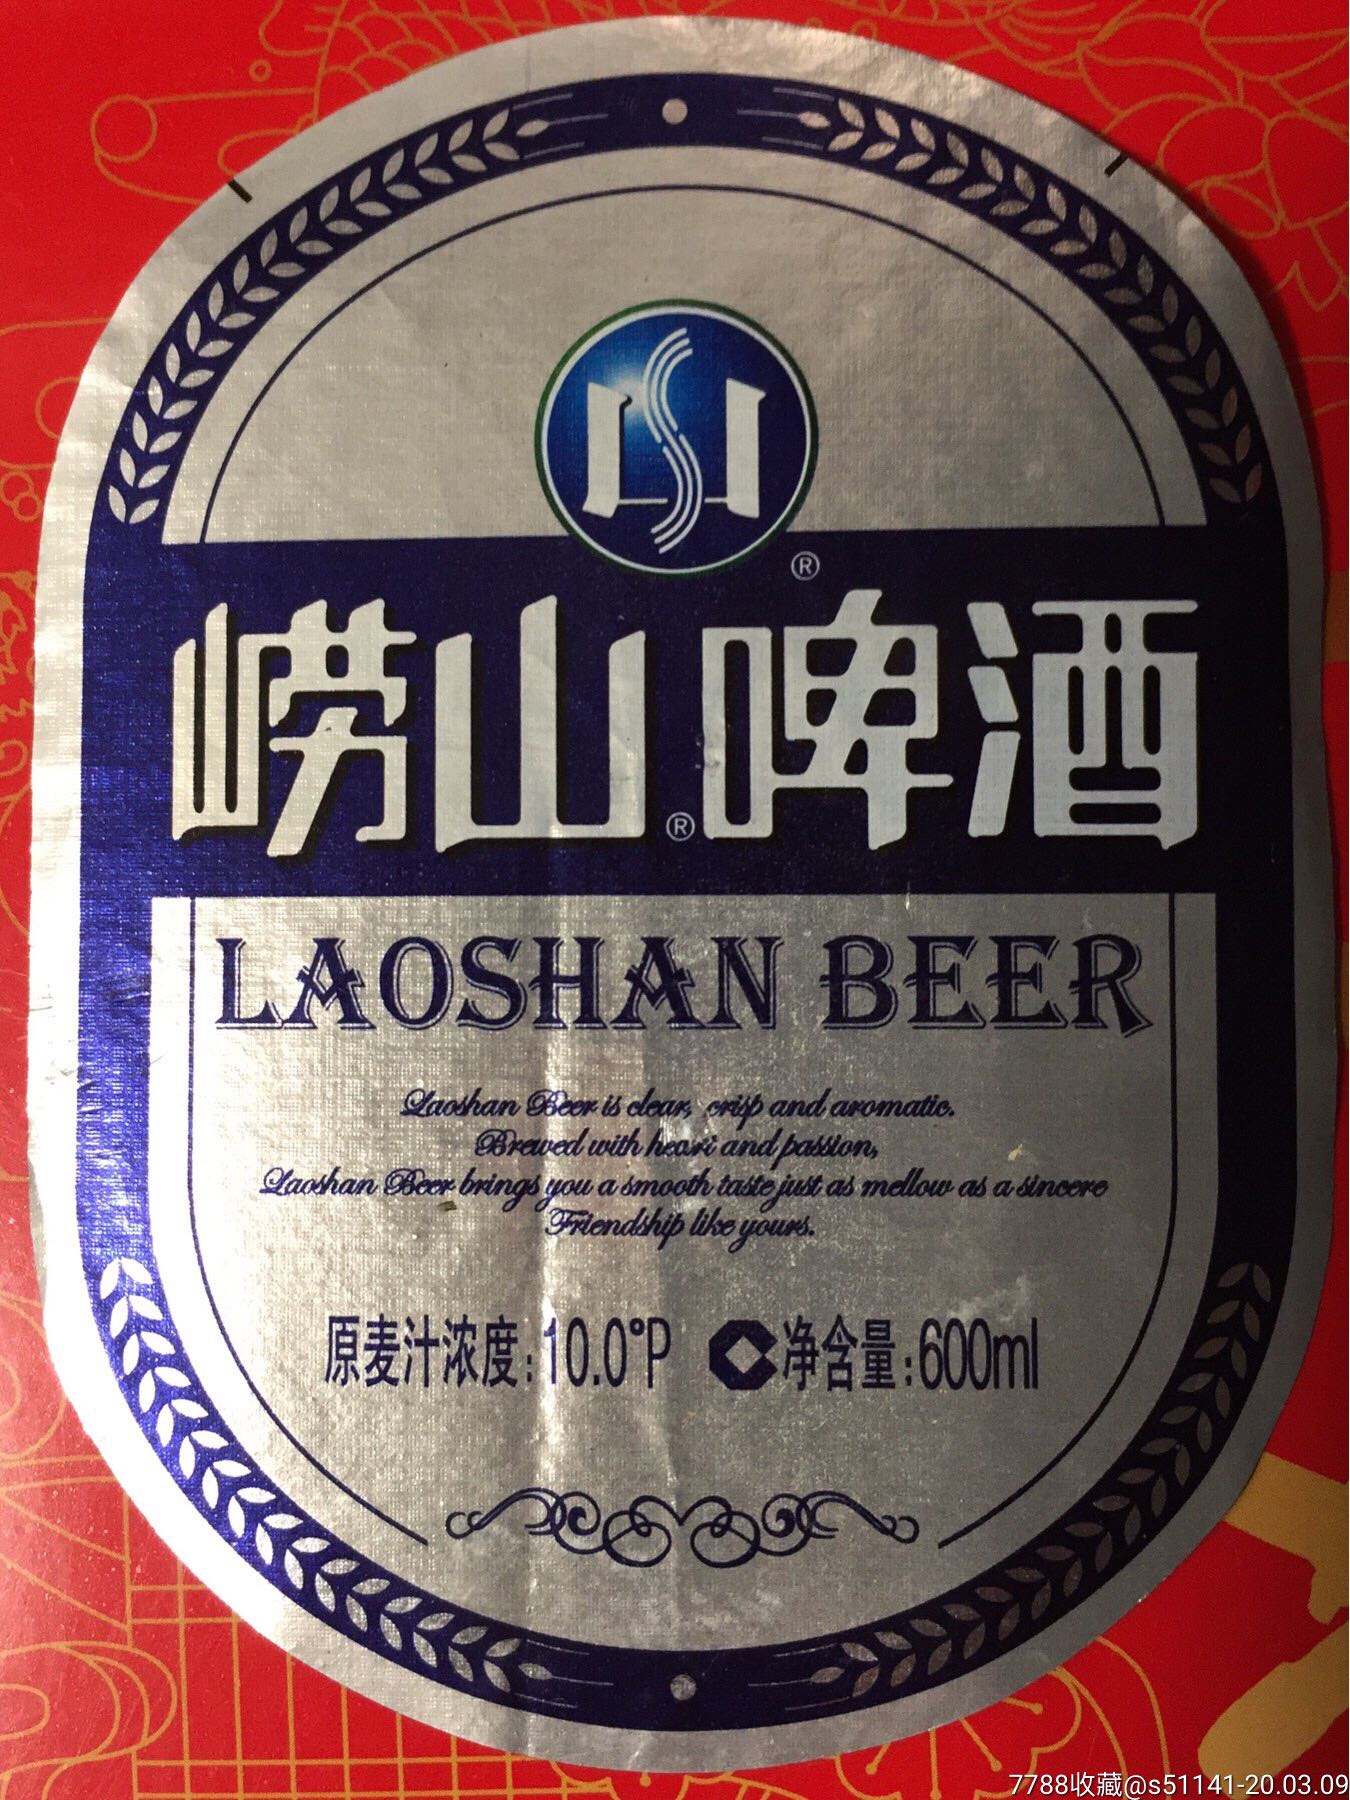 ®
崂山®啤酒
LAOSHAN BEER
Laoshan Beer is clear, crisp and aromatic.
Brewed with heart and passion,
Laoshan Beer brings you a smooth taste just as mellow as a sincere
Friendship like yours.
原麦汁浓度:10.0°P 净含量:600ml
7788收藏@s51141-20.03.09